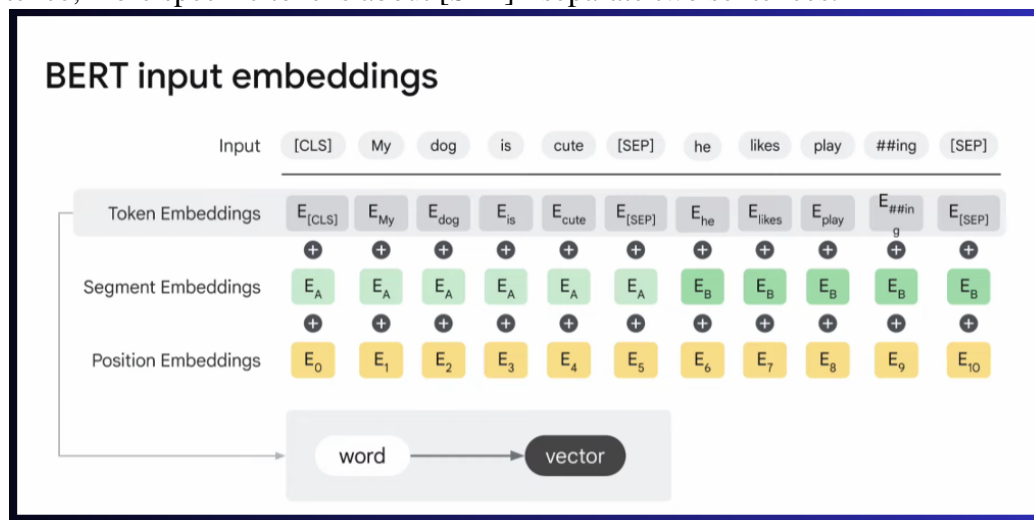 BERT input embeddings
Input [CLS] My dog is cute [SEP] he likes play ##ing [SEP]
Token Embeddings E[CLS] EMy Edog Eis Ecute E[SEP] Ehe Elikes Eplay E##ing E[SEP]
Segment Embeddings EA EA EA EA EA EA EB EB EB EB EB
Position Embeddings E0 E1 E2 E3 E4 E5 E6 E7 E8 E9 E10
word vector